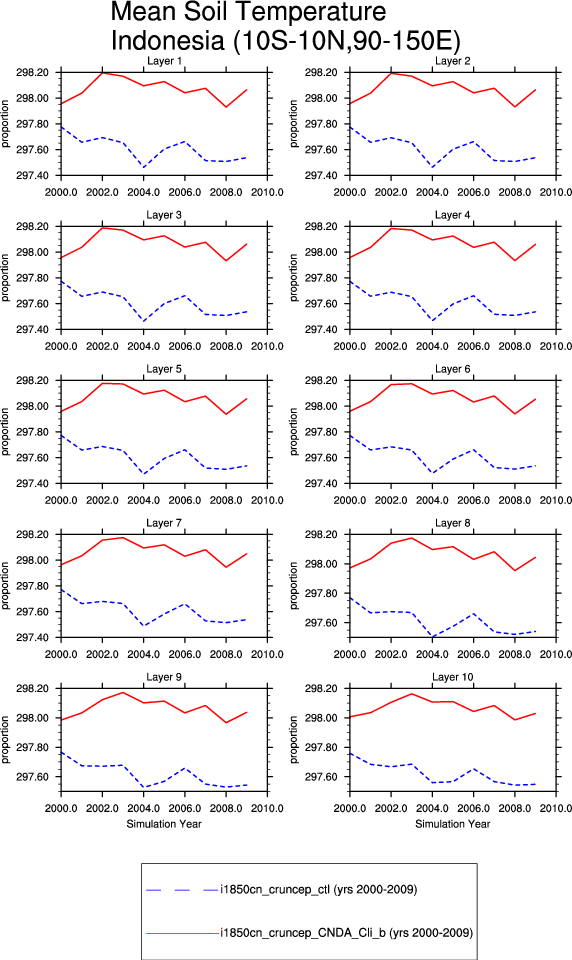 Mean Soil Temperature
Indonesia (10S-10N,90-150E)
Layer 1
298.20
298.00
297.80
297.60
297.40
proportion
2000.0 2002.0 2004.0 2006.0 2008.0 2010.0
Layer 2
298.20
298.00
297.80
297.60
297.40
2000.0 2002.0 2004.0 2006.0 2008.0 2010.0
Layer 3
298.20
298.00
297.80
297.60
297.40
proportion
2000.0 2002.0 2004.0 2006.0 2008.0 2010.0
Layer 4
298.20
298.00
297.80
297.60
297.40
2000.0 2002.0 2004.0 2006.0 2008.0 2010.0
Layer 5
298.20
298.00
297.80
297.60
297.40
proportion
2000.0 2002.0 2004.0 2006.0 2008.0 2010.0
Layer 6
298.20
298.00
297.80
297.60
297.40
2000.0 2002.0 2004.0 2006.0 2008.0 2010.0
Layer 7
298.20
298.00
297.80
297.60
297.40
proportion
2000.0 2002.0 2004.0 2006.0 2008.0 2010.0
Layer 8
298.20
298.00
297.80
297.60
2000.0 2002.0 2004.0 2006.0 2008.0 2010.0
Layer 9
298.20
298.00
297.80
297.60
proportion
2000.0 2002.0 2004.0 2006.0 2008.0 2010.0
Simulation Year
Layer 10
298.20
298.00
297.80
297.60
2000.0 2002.0 2004.0 2006.0 2008.0 2010.0
Simulation Year
i1850cn_cruncep_ctl (yrs 2000-2009)
i1850cn_cruncep_CNDA_Cli_b (yrs 2000-2009)